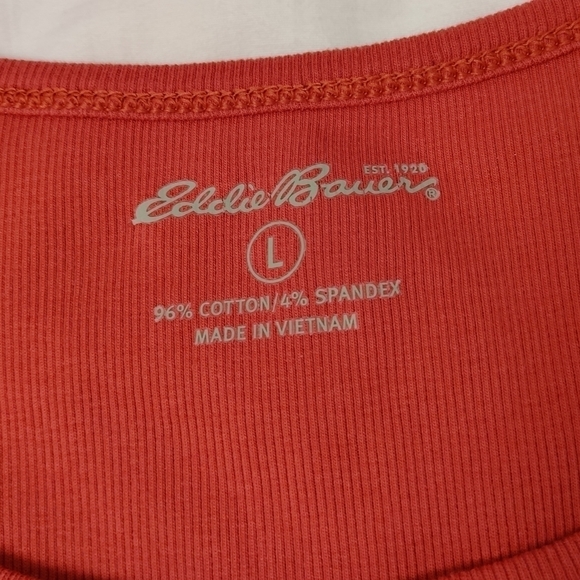 EST. 1920
Eddie Bauer®
L
96% COTTON/4% SPANDEX
MADE IN VIETNAM